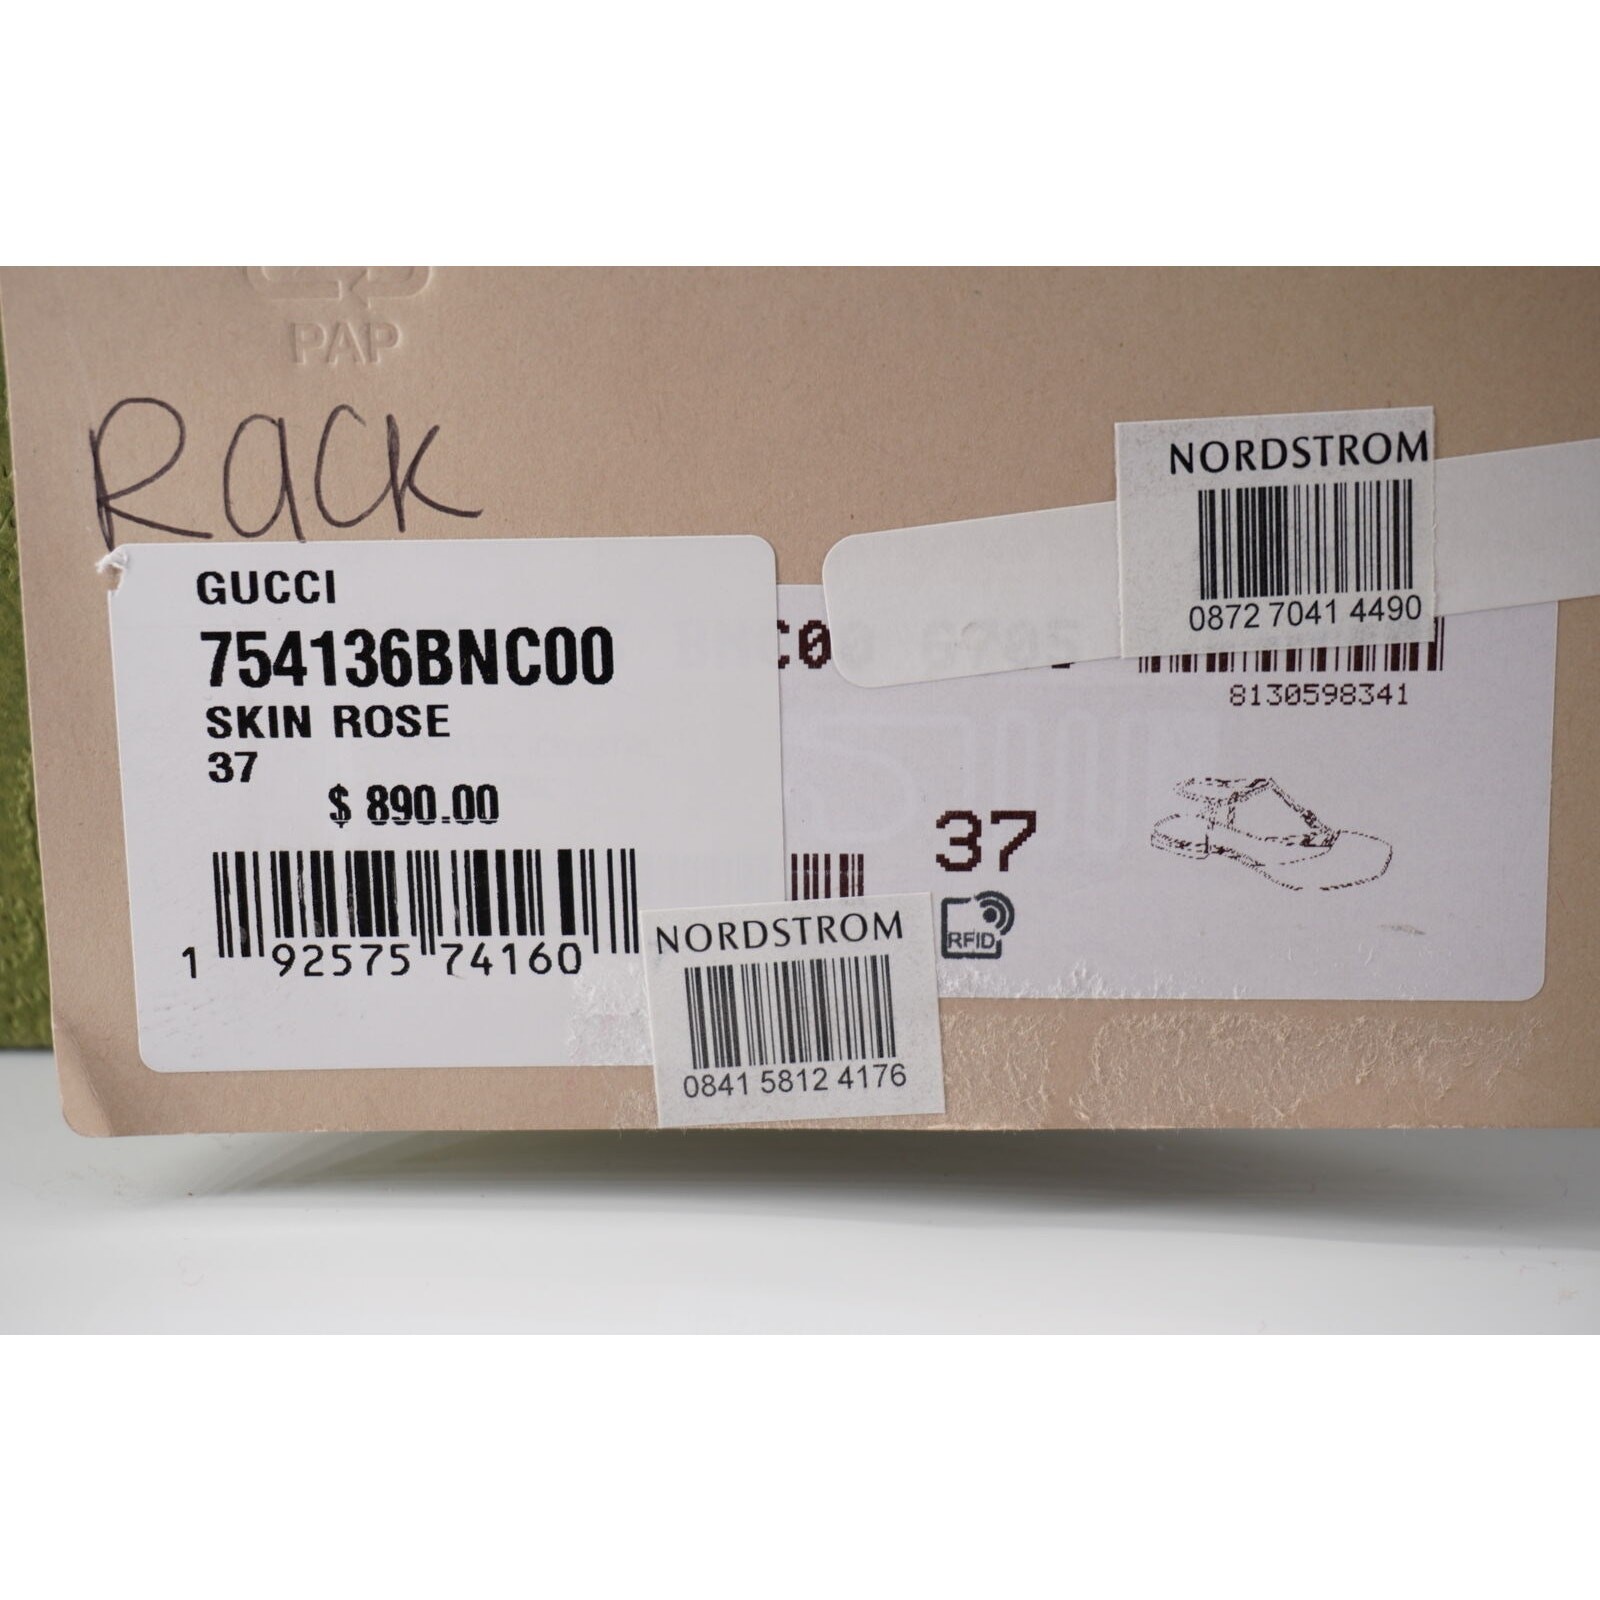 PAP
Rack
NORDSTROM
0872 7041 4490
GUCCI
754136BNC00
SKIN ROSE
37
$ 890.00
1 92575 74160
8130598341
37
RFID
NORDSTROM
0841 5812 4176